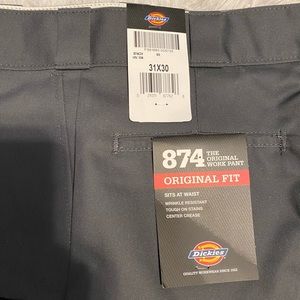 Dickies
31X30
874 THE
ORIGINAL
WORK PANT
ORIGINAL FIT
SITS AT WAIST
WRINKLE RESISTANT
TOUGH ON STAINS
CENTER CREASE
Dickies
QUALITY WORKWEAR SINCE 1922